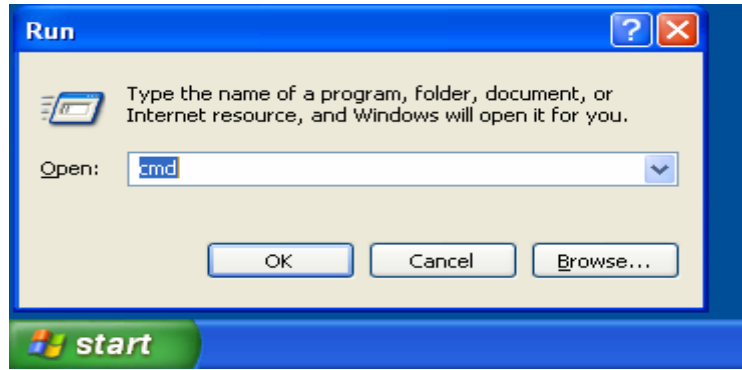 Run
?
Type the name of a program, folder, document, or
Internet resource, and Windows will open it for you.
Open:
cmd
OK
Cancel
Browse...
start